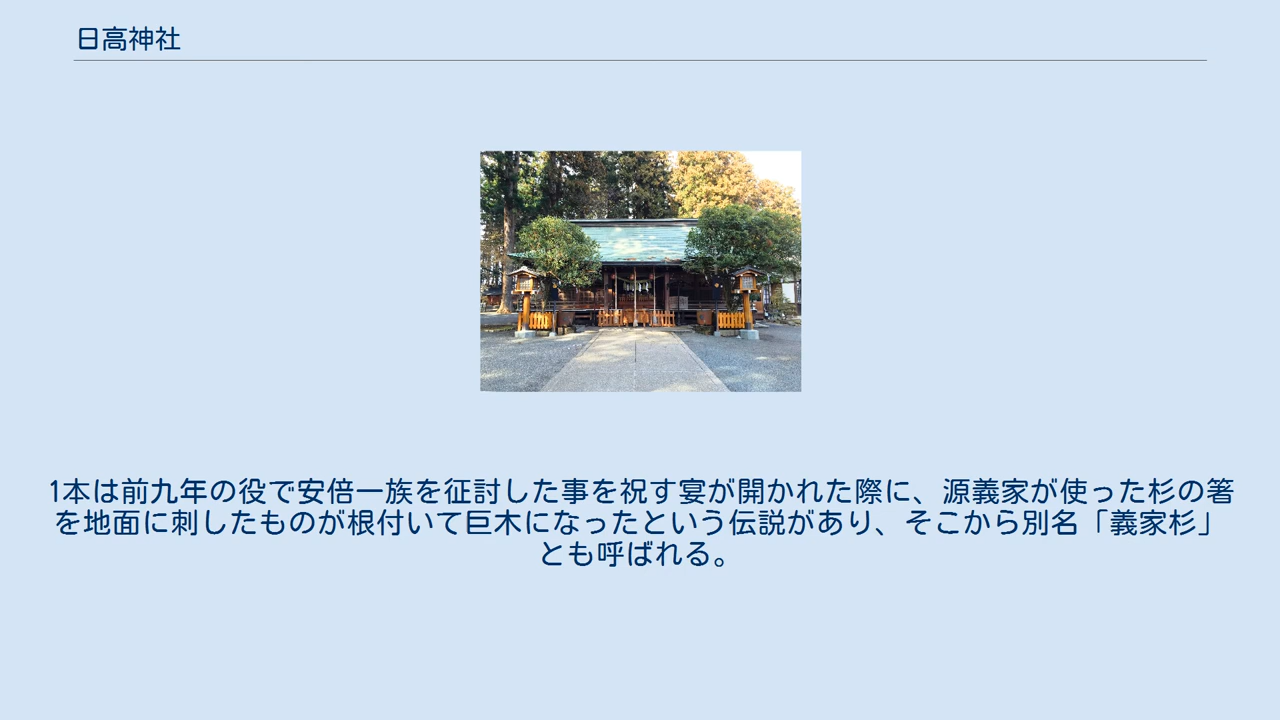 日高神社
1本は前九年の役で安倍一族を征討した事を祝す宴が開かれた際に、源義家が使った杉の箸
を地面に刺したものが根付いて巨木になったという伝説があり、そこから別名「義家杉」
とも呼ばれる。